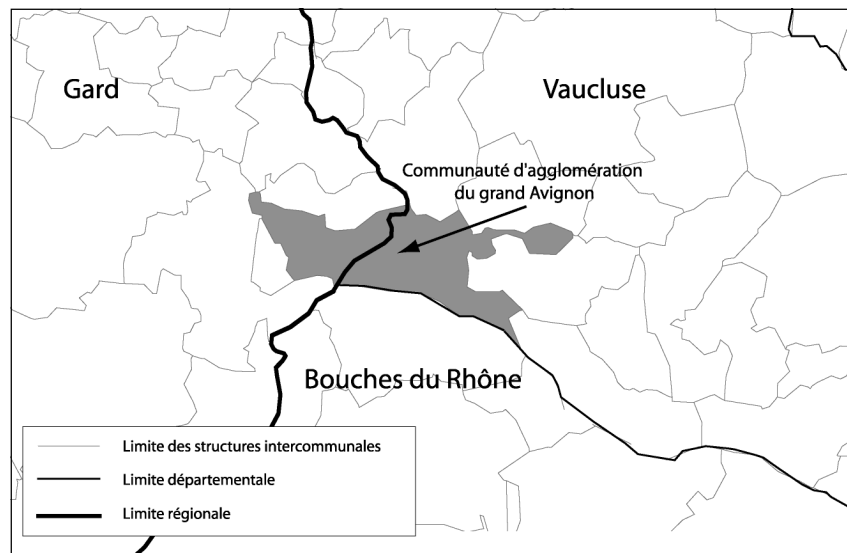 Gard
Vaucluse
Communauté d'agglomération
du grand Avignon
Bouches du Rhône
Limite des structures intercommunales
Limite départementale
Limite régionale